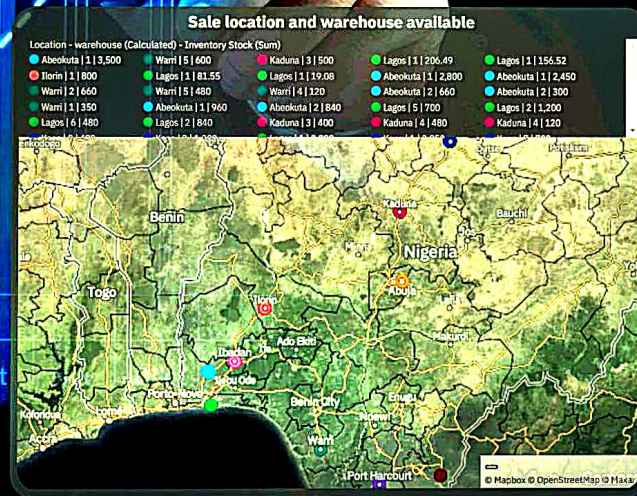 Sale location and warehouse available
Location - warehouse (Calculated) - Inventory Stock (Sum)
Abeokuta | 1 | 3,500 Warri | 5 | 600 Kaduna | 3 | 500 Lagos | 1 | 206.49 Lagos | 1 | 156.52
Ilorin | 1 | 800 Lagos | 1 | 81.55 Lagos | 1 | 19.08 Abeokuta | 1 | 2,800 Abeokuta | 1 | 2,450
Warri | 2 | 660 Warri | 5 | 480 Warri | 4 | 120 Abeokuta | 2 | 660 Abeokuta | 2 | 300
Warri | 1 | 350 Abeokuta | 1 | 960 Abeokuta | 2 | 840 Lagos | 5 | 700 Lagos | 2 | 1,200
Lagos | 6 | 480 Lagos | 2 | 840 Kaduna | 3 | 400 Kaduna | 4 | 480 Kaduna | 4 | 120
Kaduna
Benin
Bauchi
Jos
Nigeria
Togo
Abuja
Lafia
Ilorin
Makurdi
Ado Ekiti
Ibadan
Ijebu Ode
Porto-Novo
Benin City
Enugu
Koforidua
Lomé
Nnewi
Accra
Warri
Port Harcourt
© Mapbox © OpenStreetMap © Maxar